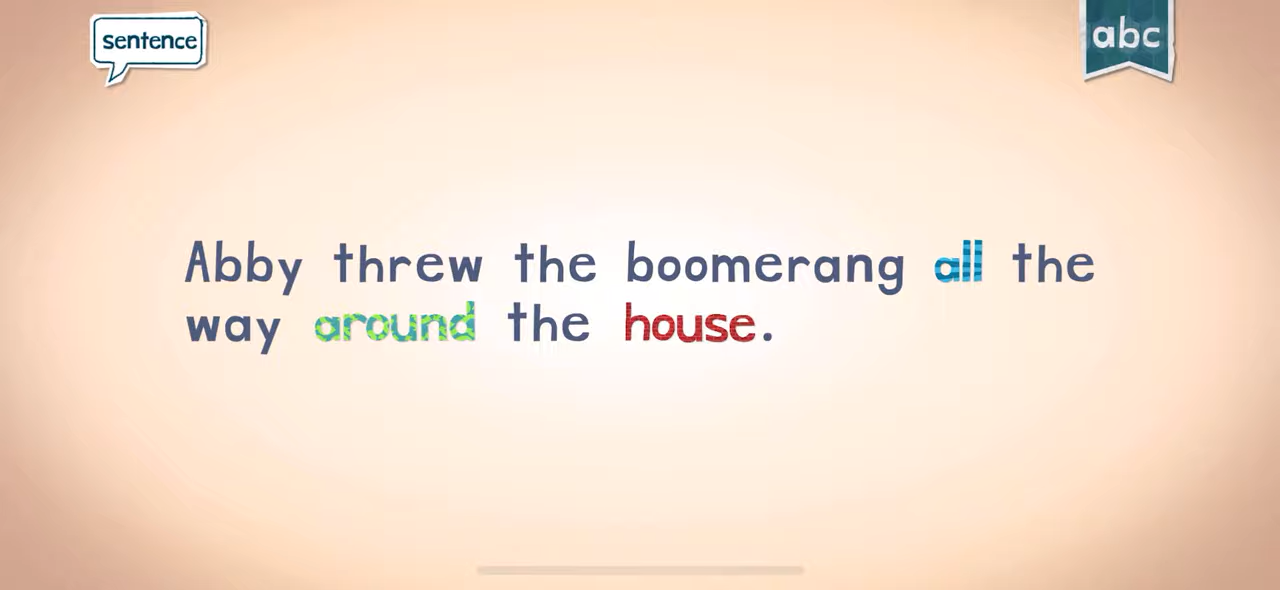 sentence
abc
Abby threw the boomerang all the
way around the house.